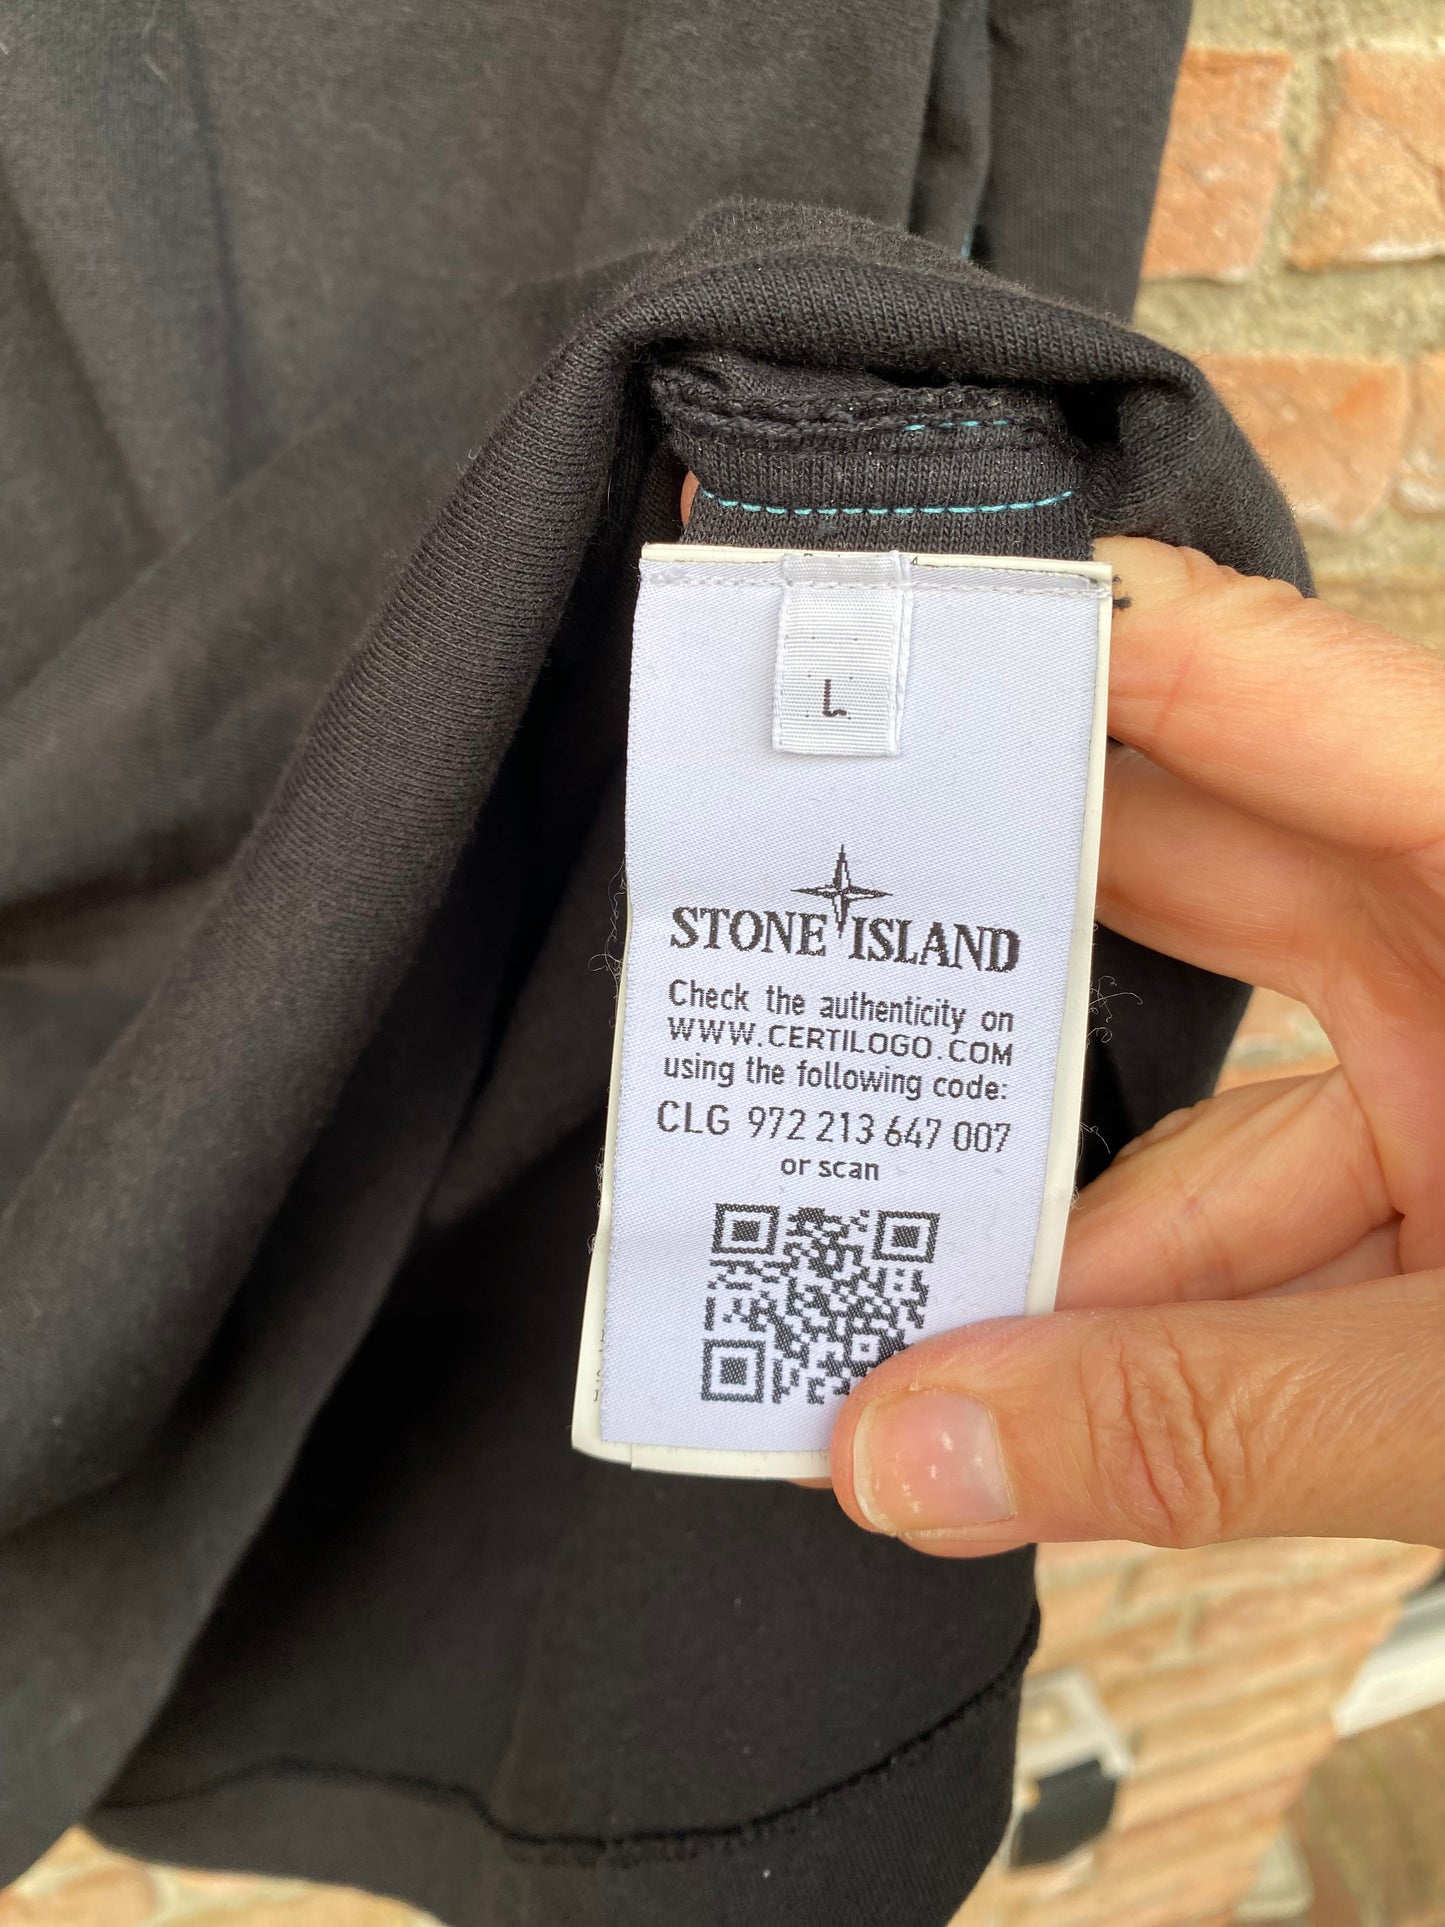 L
STONE ISLAND
Check the authenticity on
WWW.CERTILOGO.COM
using the following code:
CLG 972 213 647 007
or scan